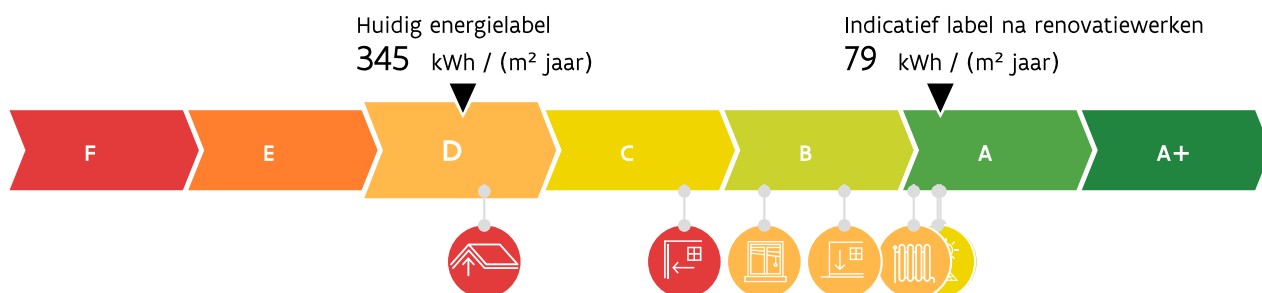 Huidig energielabel
345 kWh / (m² jaar)
Indicatief label na renovatiewerken
79 kWh / (m² jaar)
F E D C B A A+